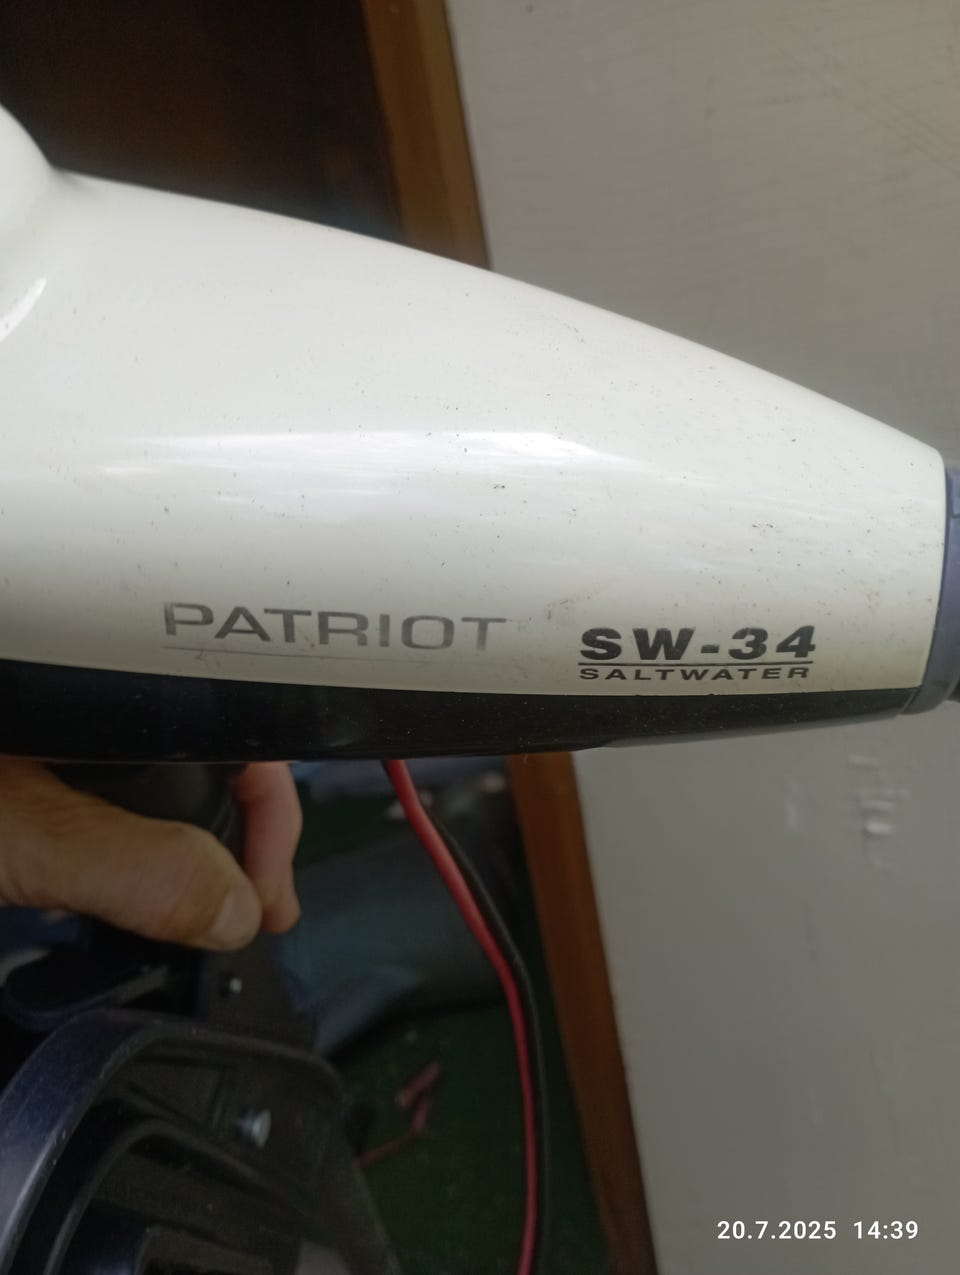 PATRIOT
SW-34
SALTWATER
20.7.2025 14:39